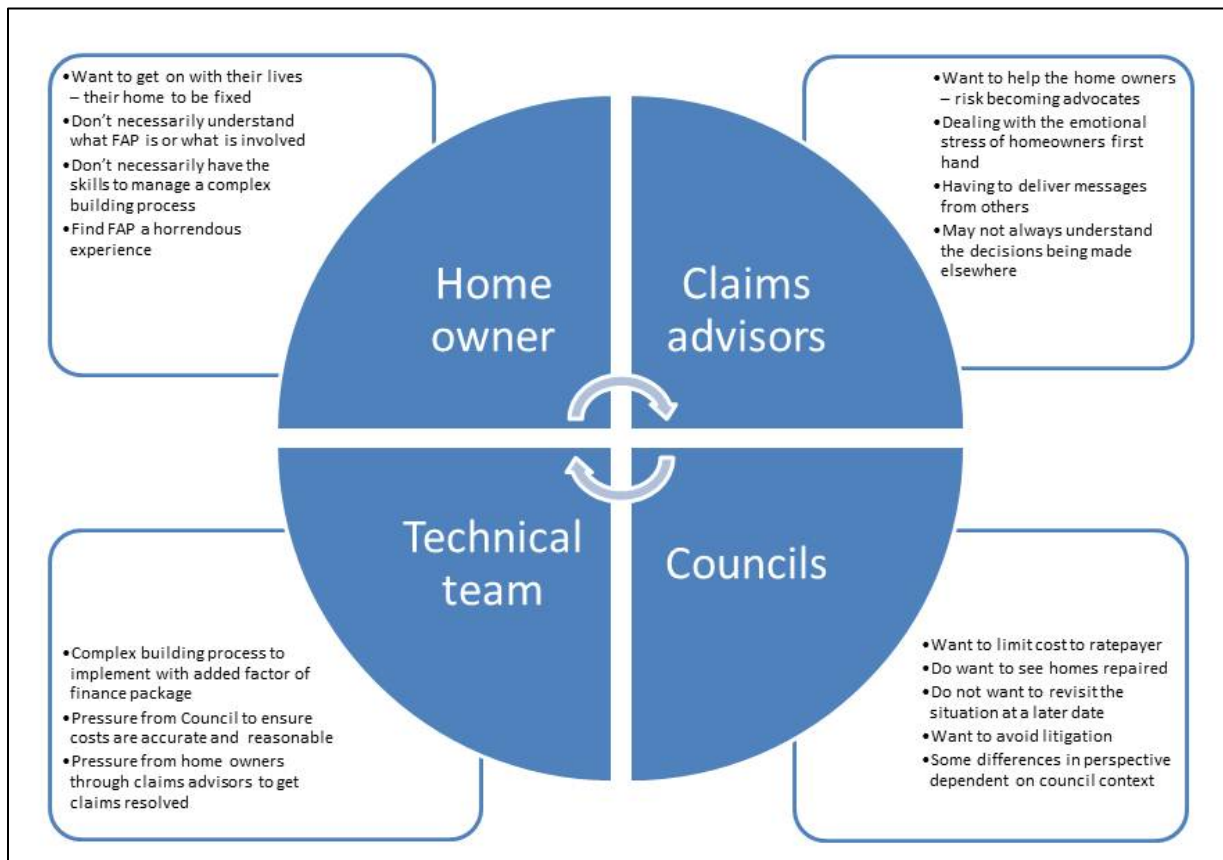 •Want to get on with their lives
– their home to be fixed
•Don’t necessarily understand
what FAP is or what is involved
•Don’t necessarily have the
skills to manage a complex
building process
•Find FAP a horrendous
experience
•Want to help the home owners
– risk becoming advocates
•Dealing with the emotional
stress of homeowners first
hand
•Having to deliver messages
from others
•May not always understand
the decisions being made
elsewhere
Home
owner
Claims
advisors
Technical
team
Councils
•Complex building process to
implement with added factor of
finance package
•Pressure from Council to ensure
costs are accurate and reasonable
•Pressure from home owners
through claims advisors to get
claims resolved
•Want to limit cost to ratepayer
•Do want to see homes repaired
•Do not want to revisit the
situation at a later date
•Want to avoid litigation
•Some differences in perspective
dependent on council context